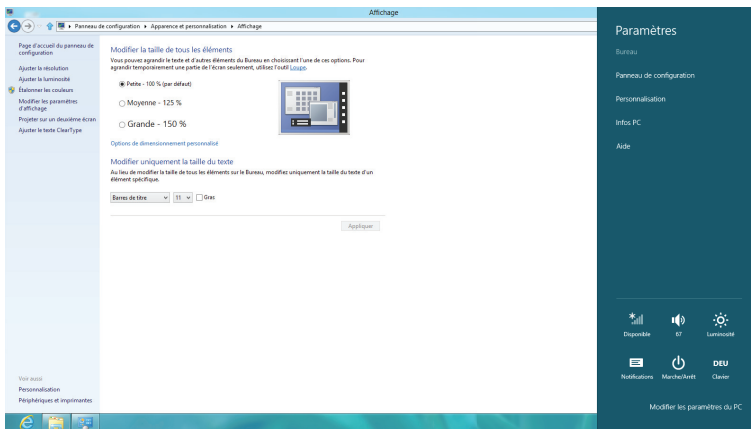 Affichage
Panneau de configuration ▸ Apparence et personnalisation ▸ Affichage
Page d'accueil du panneau de
configuration
Ajuster la résolution
Ajuster la luminosité
Étalonner les couleurs
Modifier les paramètres
d'affichage
Projeter sur un deuxième écran
Ajuster le texte ClearType
Voir aussi
Personnalisation
Périphériques et imprimantes
Modifier la taille de tous les éléments
Vous pouvez agrandir le texte et d'autres éléments du Bureau en choisissant l'une de ces options. Pour
agrandir temporairement une partie de l'écran seulement, utilisez l'outil Loupe.
Petite - 100 % (par défaut)
Moyenne - 125 %
Grande - 150 %
Options de dimensionnement personnalisé
Modifier uniquement la taille du texte
Au lieu de modifier la taille de tous les éléments sur le Bureau, modifiez uniquement la taille du texte d'un
élément spécifique.
Barres de titre 11 Gras
Appliquer
Paramètres
Bureau
Panneau de configuration
Personnalisation
Infos PC
Aide
Disponible 67 Luminosité
DEU
Notifications Marche/Arrêt Clavier
Modifier les paramètres du PC